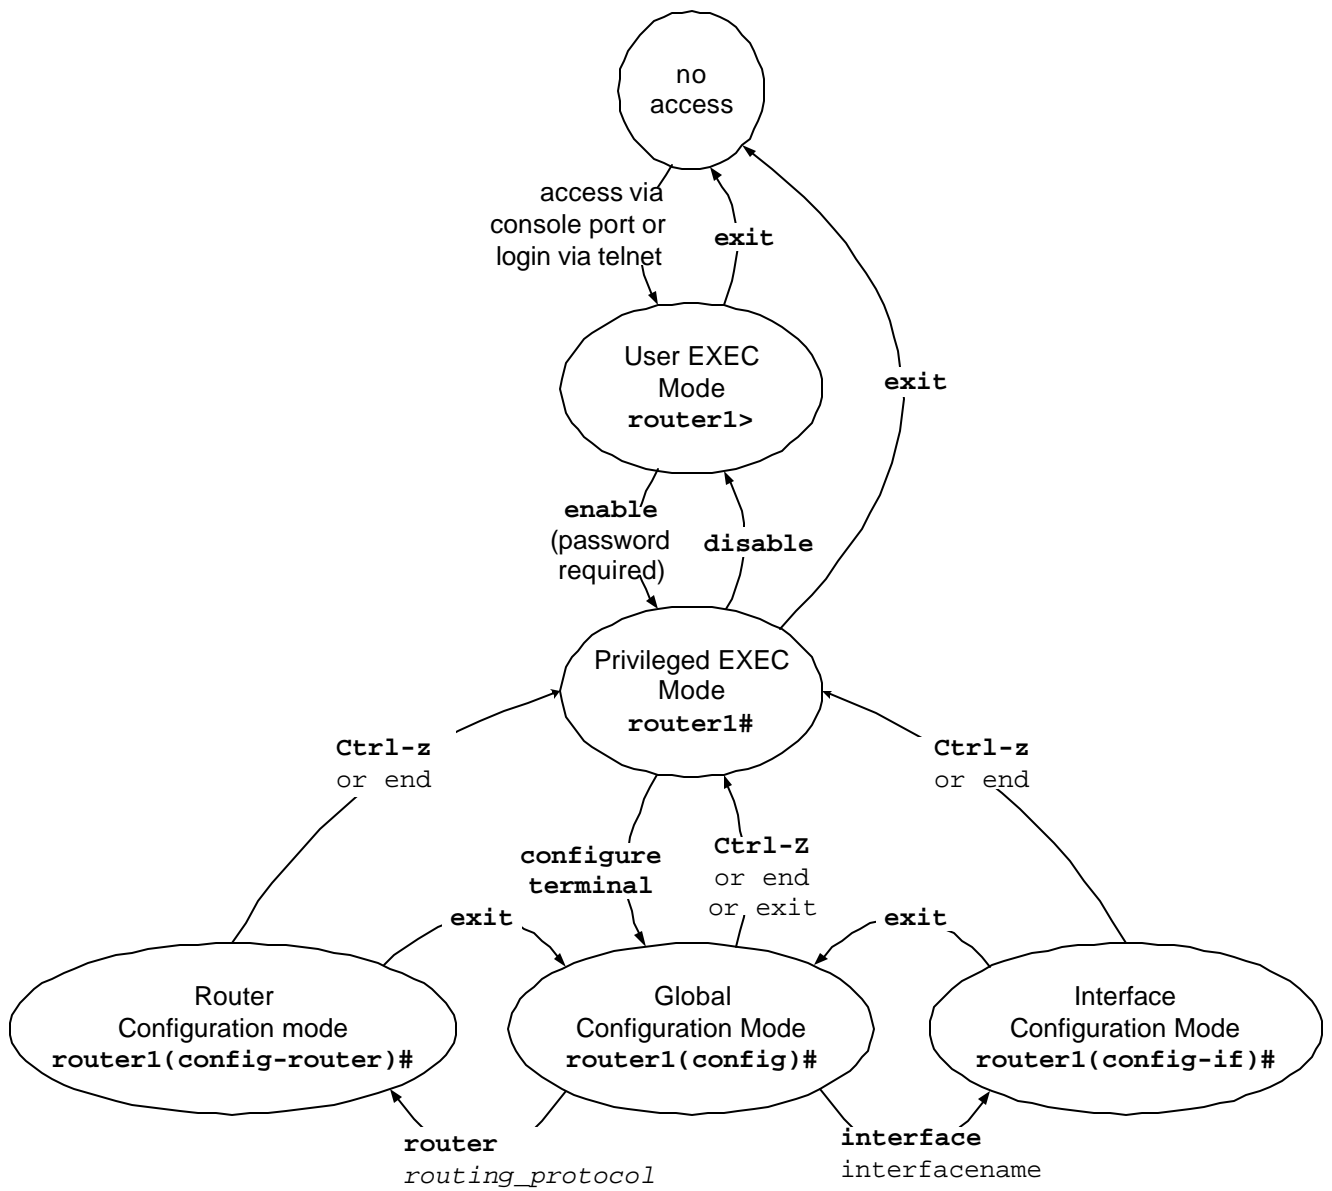 no
access
access via
console port or
login via telnet
exit
User EXEC
Mode
router1>
exit
enable
(password
required)
disable
Privileged EXEC
Mode
router1#
Ctrl-z
or end
Ctrl-z
or end
configure
terminal
Ctrl-Z
or end
or exit
exit
exit
Router
Configuration mode
router1(config-router)#
Global
Configuration Mode
router1(config)#
Interface
Configuration Mode
router1(config-if)#
router
routing_protocol
interface
interfacename